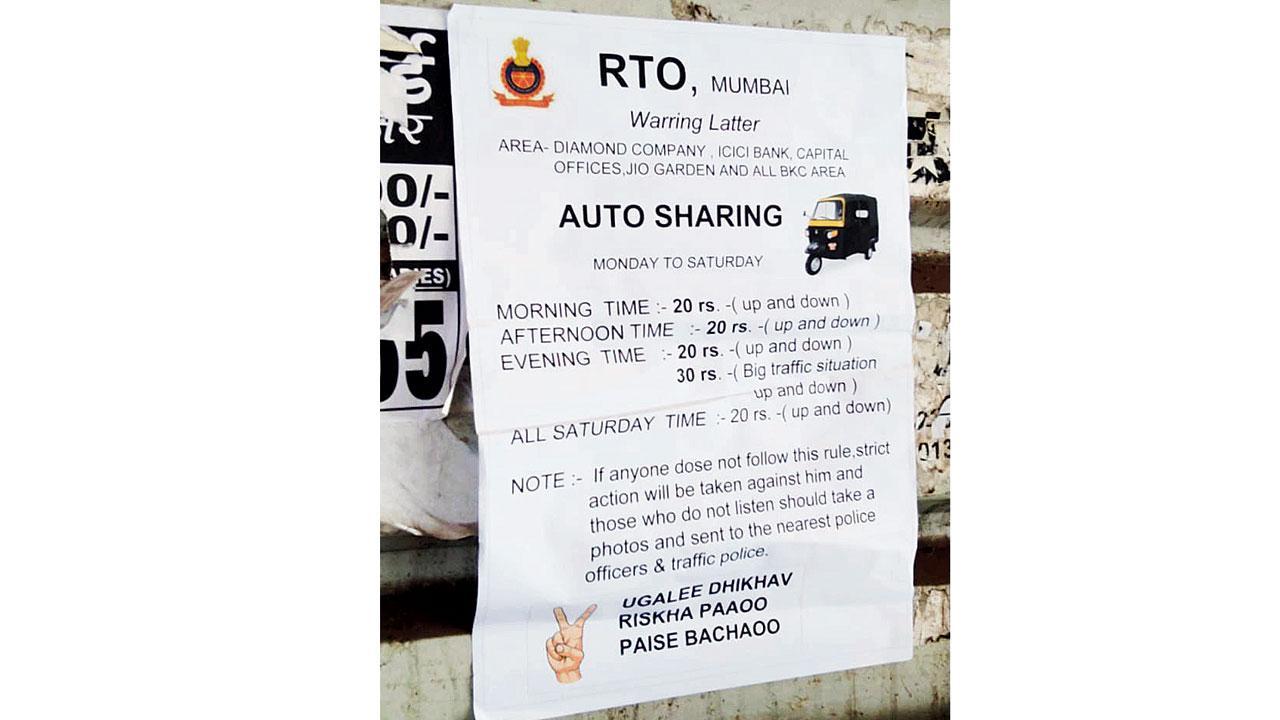 RTO, MUMBAI
Warring Latter
AREA- DIAMOND COMPANY , ICICI BANK, CAPITAL
OFFICES,JIO GARDEN AND ALL BKC AREA
AUTO SHARING
MONDAY TO SATURDAY
MORNING TIME :- 20 rs. -( up and down )
AFTERNOON TIME :- 20 rs. -( up and down )
EVENING TIME :- 20 rs. -( up and down )
30 rs. -( Big traffic situation
up and down )
ALL SATURDAY TIME :- 20 rs. -( up and down)
NOTE :- If anyone dose not follow this rule,strict
action will be taken against him and
those who do not listen should take a
photos and sent to the nearest police
officers & traffic police.
UGALEE DHIKHAV
RISKHA PAAOO
PAISE BACHAOO
0/-
0/-
5